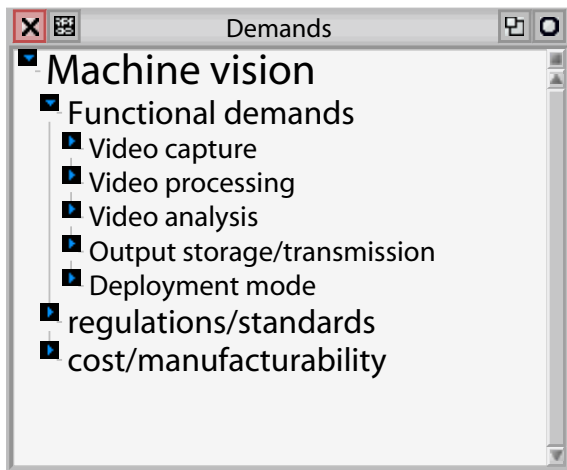 Demands
Machine vision
Functional demands
Video capture
Video processing
Video analysis
Output storage/transmission
Deployment mode
regulations/standards
cost/manufacturability